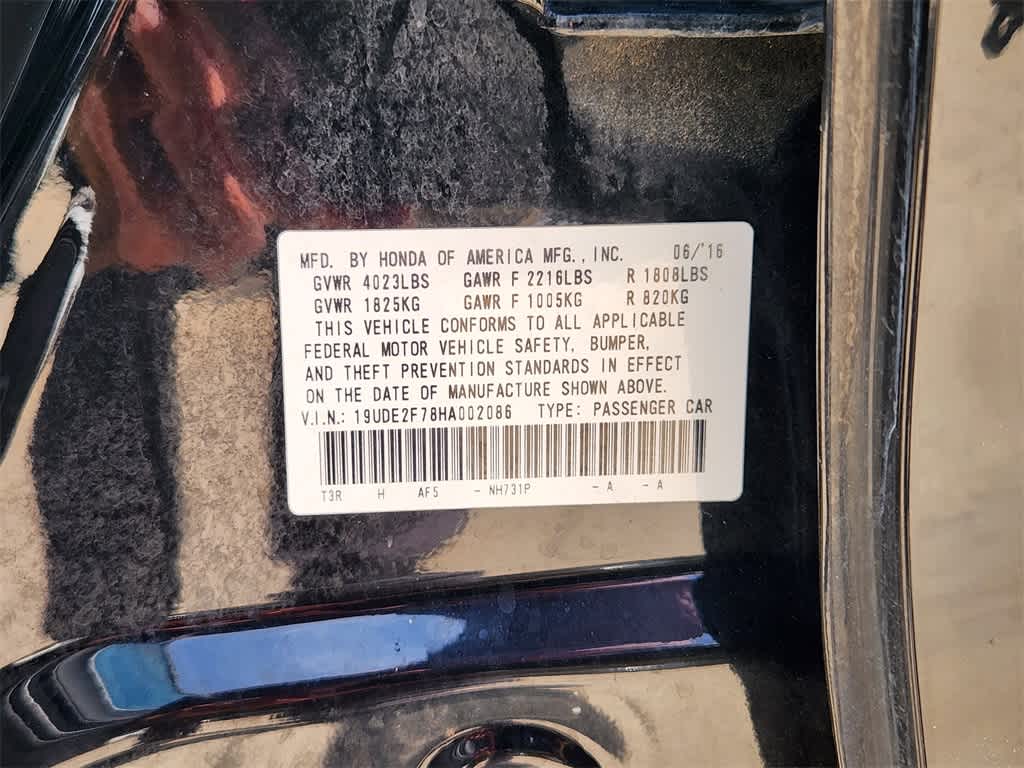 MFD. BY HONDA OF AMERICA MFG., INC. 06/'16
GVWR 4023LBS GAWR F 2216LBS R 1808LBS
GVWR 1825KG GAWR F 1005KG R 820KG
THIS VEHICLE CONFORMS TO ALL APPLICABLE
FEDERAL MOTOR VEHICLE SAFETY, BUMPER,
AND THEFT PREVENTION STANDARDS IN EFFECT
ON THE DATE OF MANUFACTURE SHOWN ABOVE.
V.I.N.: 19UDE2F78HA002086 TYPE: PASSENGER CAR
T3R H AF5 - NH731P - A - A